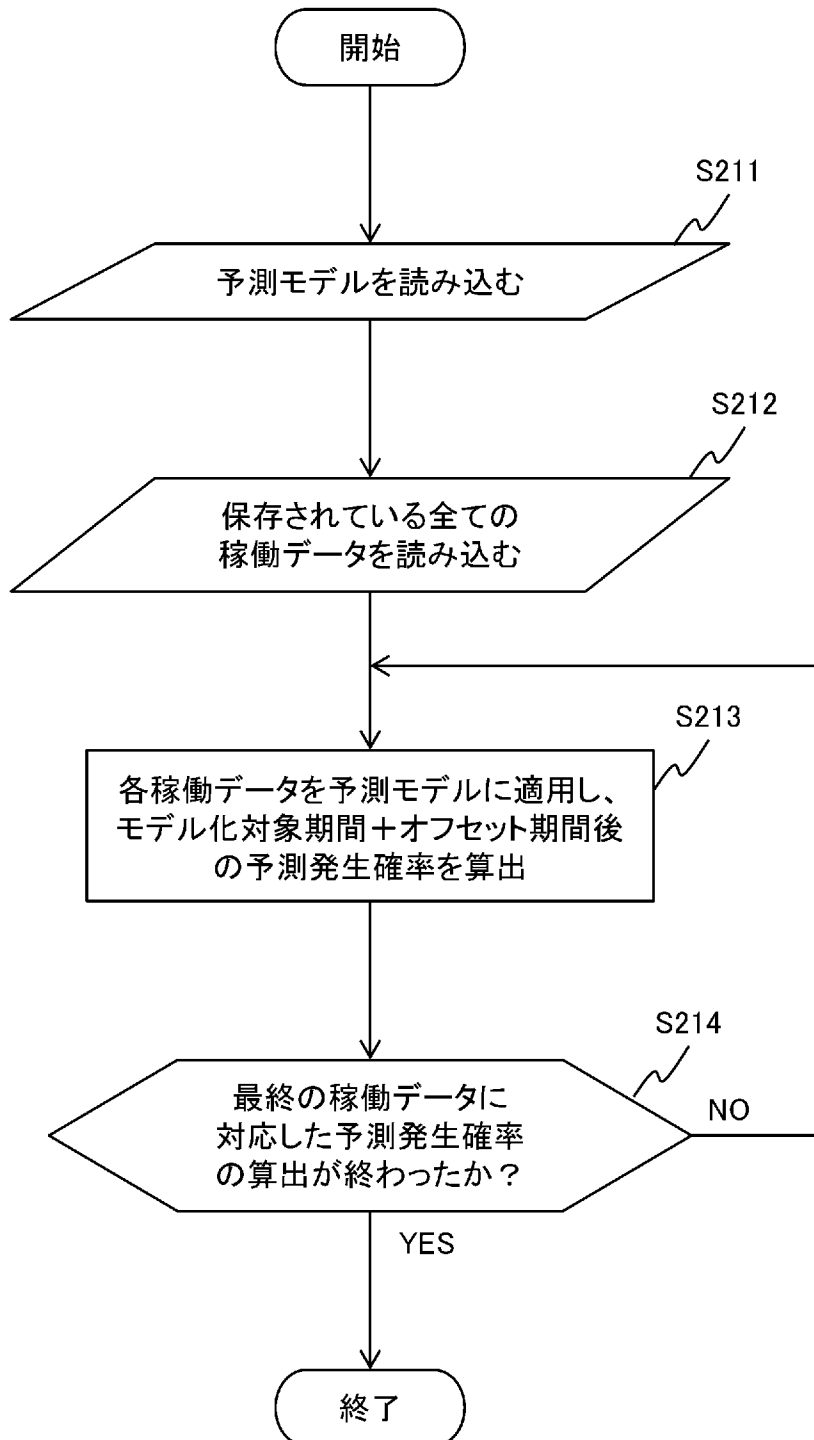 開始
S211
予測モデルを読み込む
S212
保存されている全ての
稼働データを読み込む
S213
各稼働データを予測モデルに適用し、
モデル化対象期間＋オフセット期間後
の予測発生確率を算出
S214
最終の稼働データに
対応した予測発生確率
の算出が終わったか？
NO
YES
終了